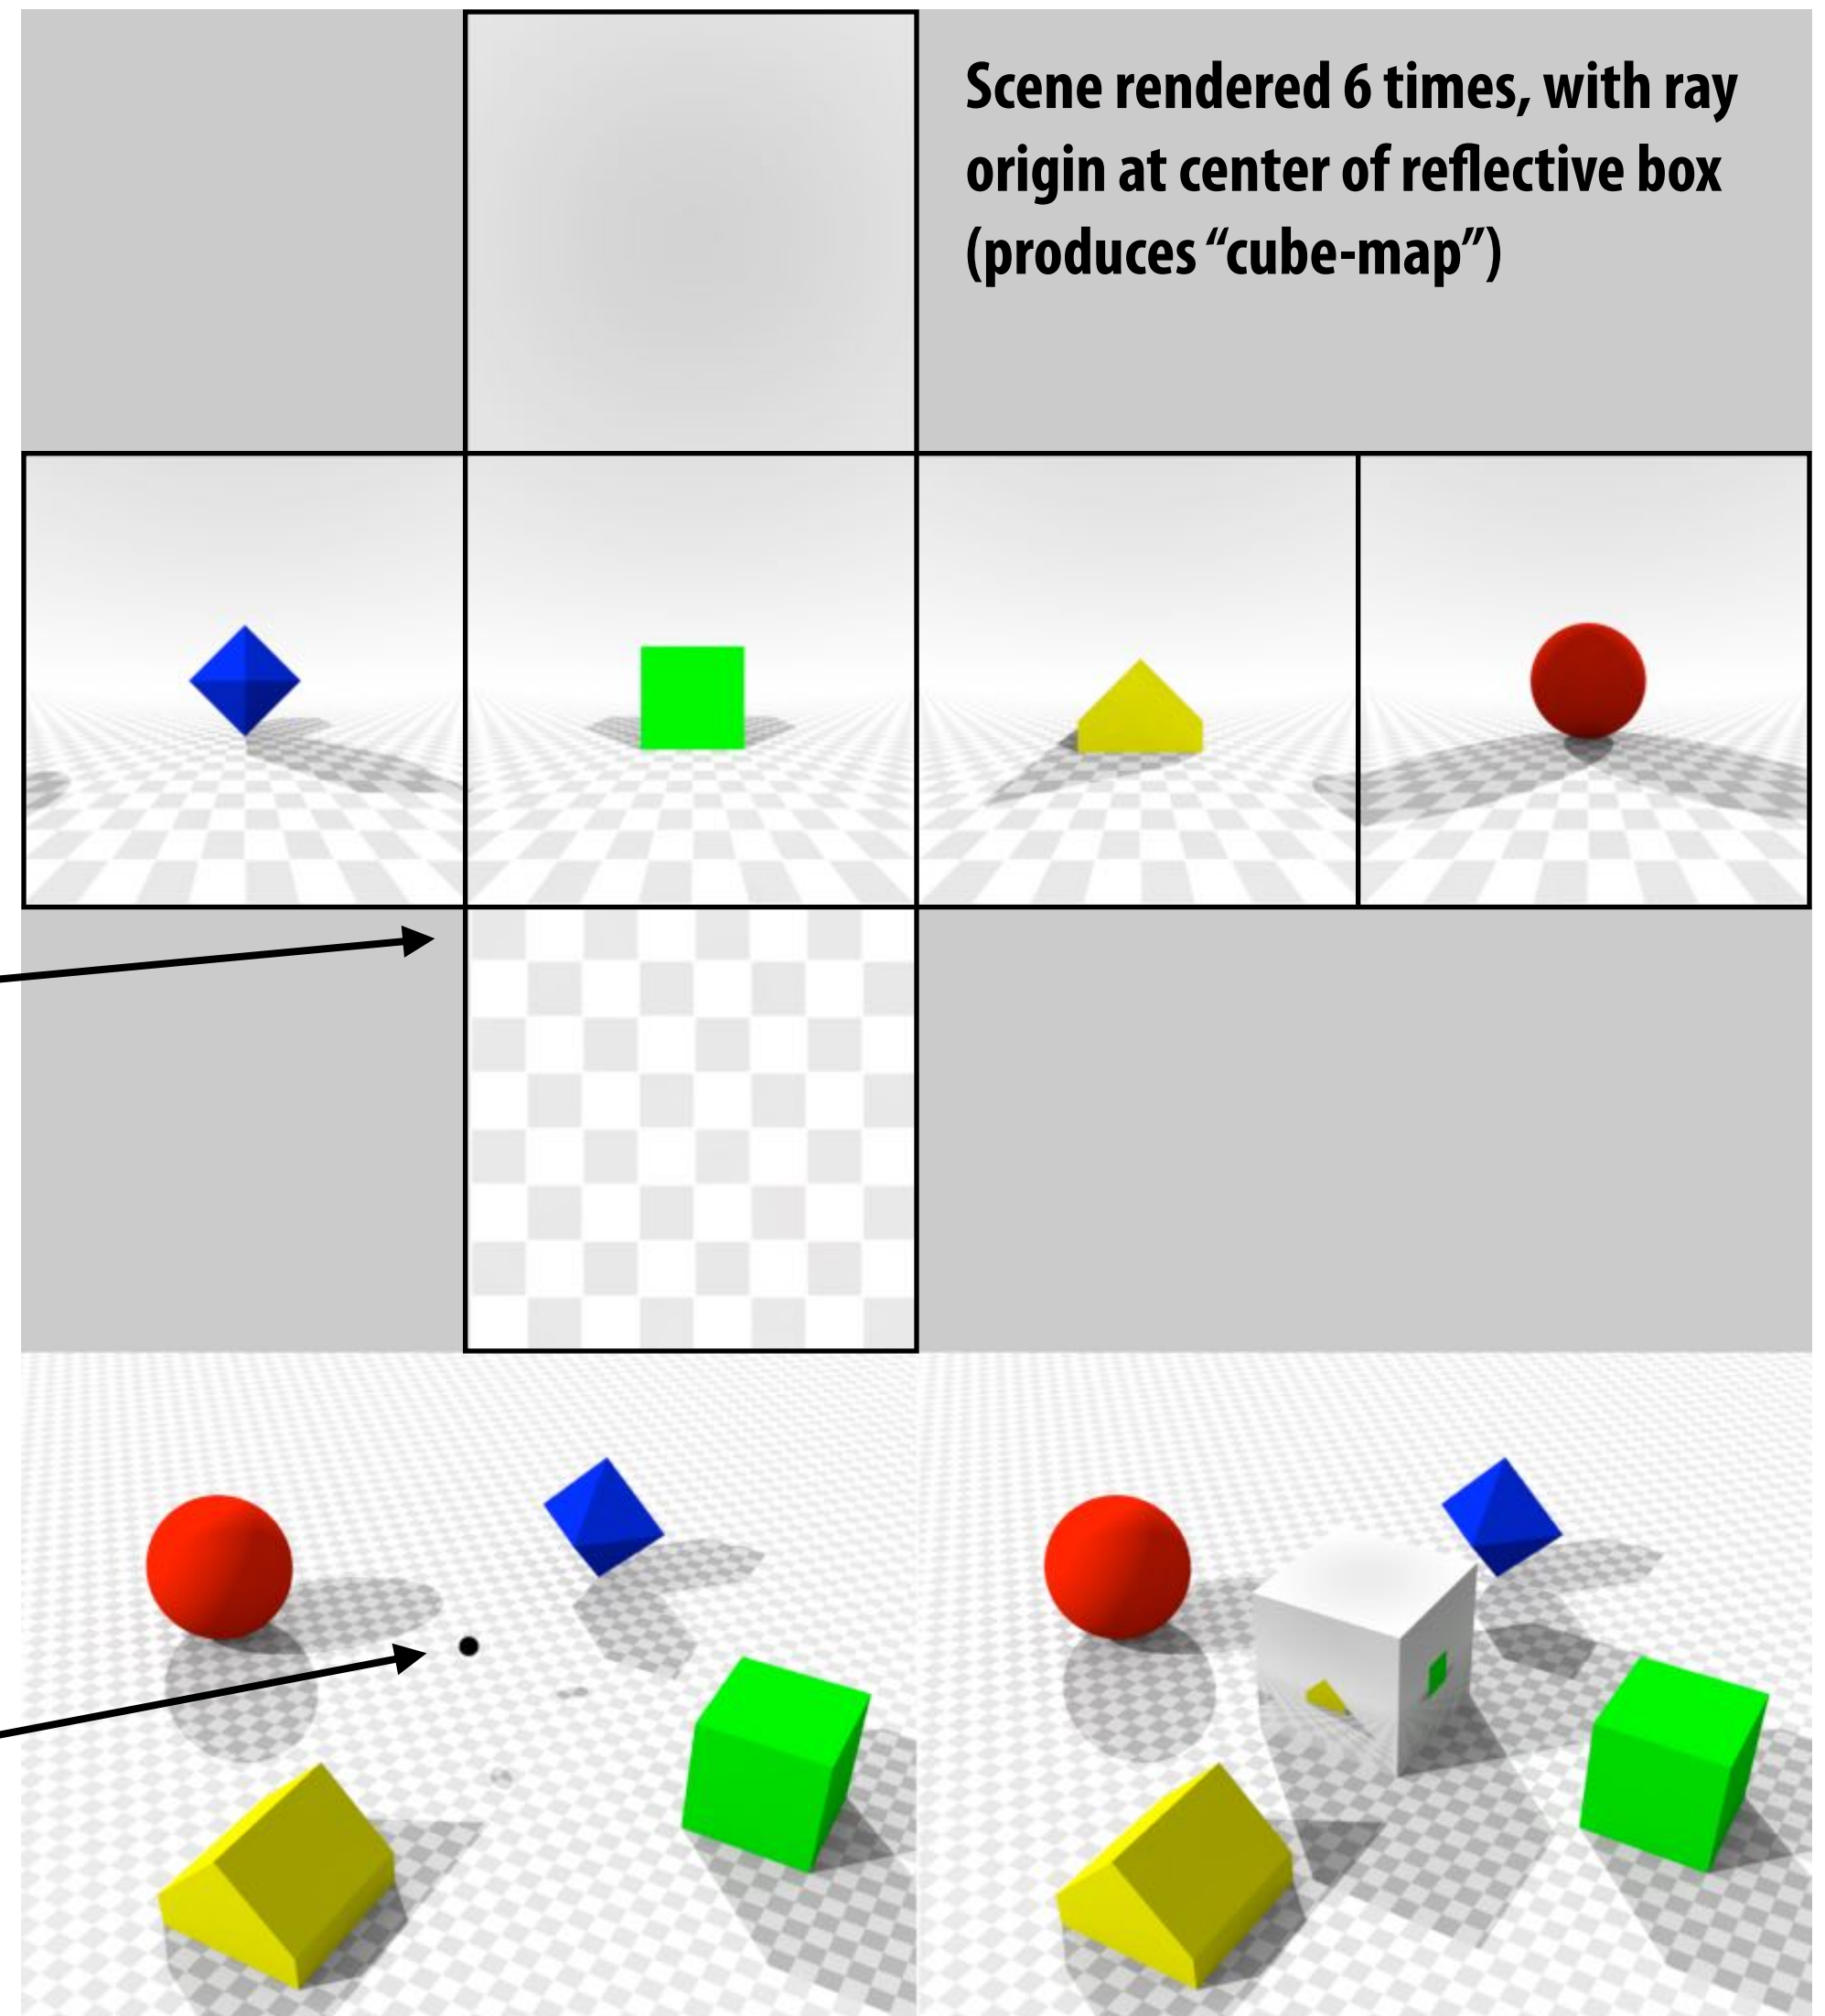 Scene rendered 6 times, with ray
origin at center of reflective box
(produces “cube-map”)